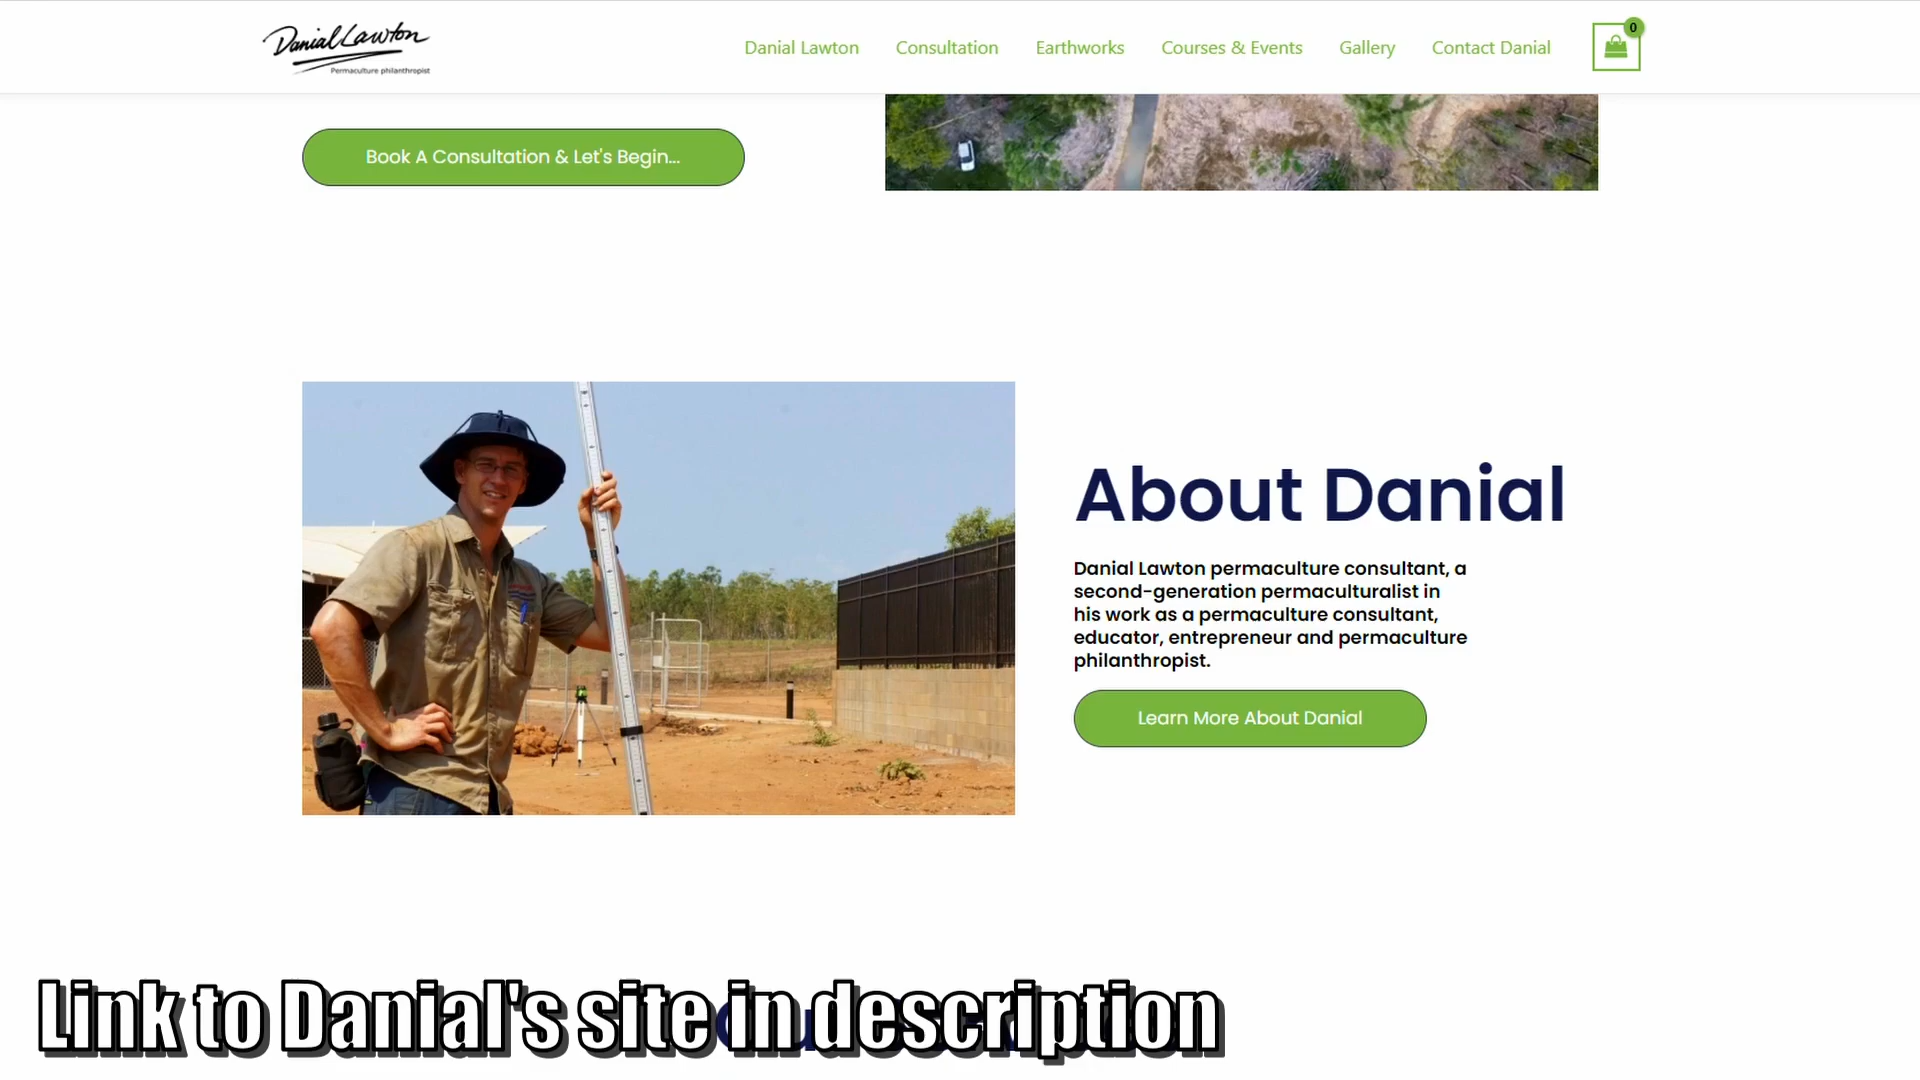 Danial Lawton
Permaculture philanthropist
Danial Lawton Consultation Earthworks Courses & Events Gallery Contact Danial 0
Book A Consultation & Let's Begin...
About Danial
Danial Lawton permaculture consultant, a
second-generation permaculturalist in
his work as a permaculture consultant,
educator, entrepreneur and permaculture
philanthropist.
Learn More About Danial
Link to Danial's site in description